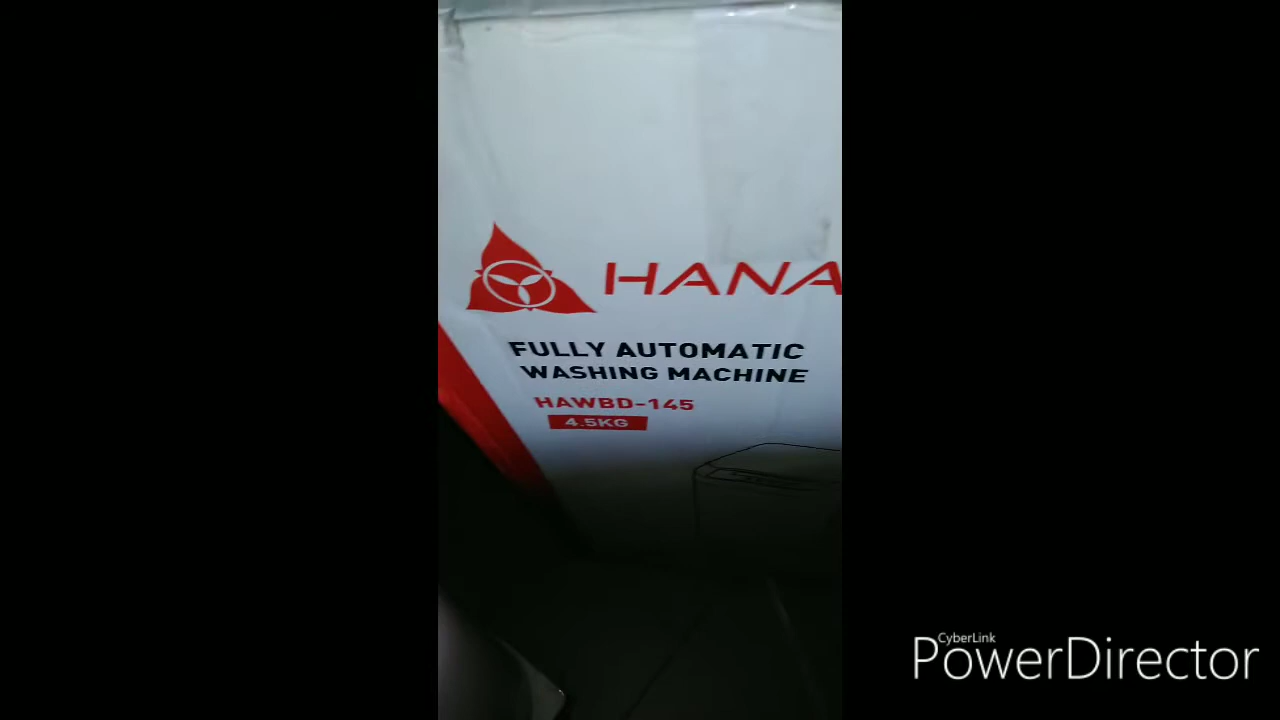 HANA
FULLY AUTOMATIC
WASHING MACHINE
HAWBD-145
4.5KG
CyberLink
PowerDirector